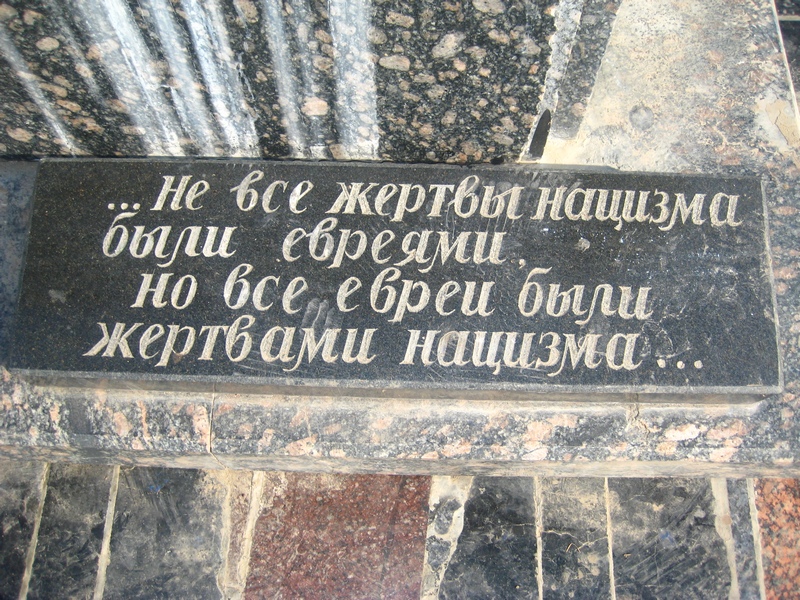 ...Не все жертвы нацизма
были евреями,
но все евреи были
жертвами нацизма...